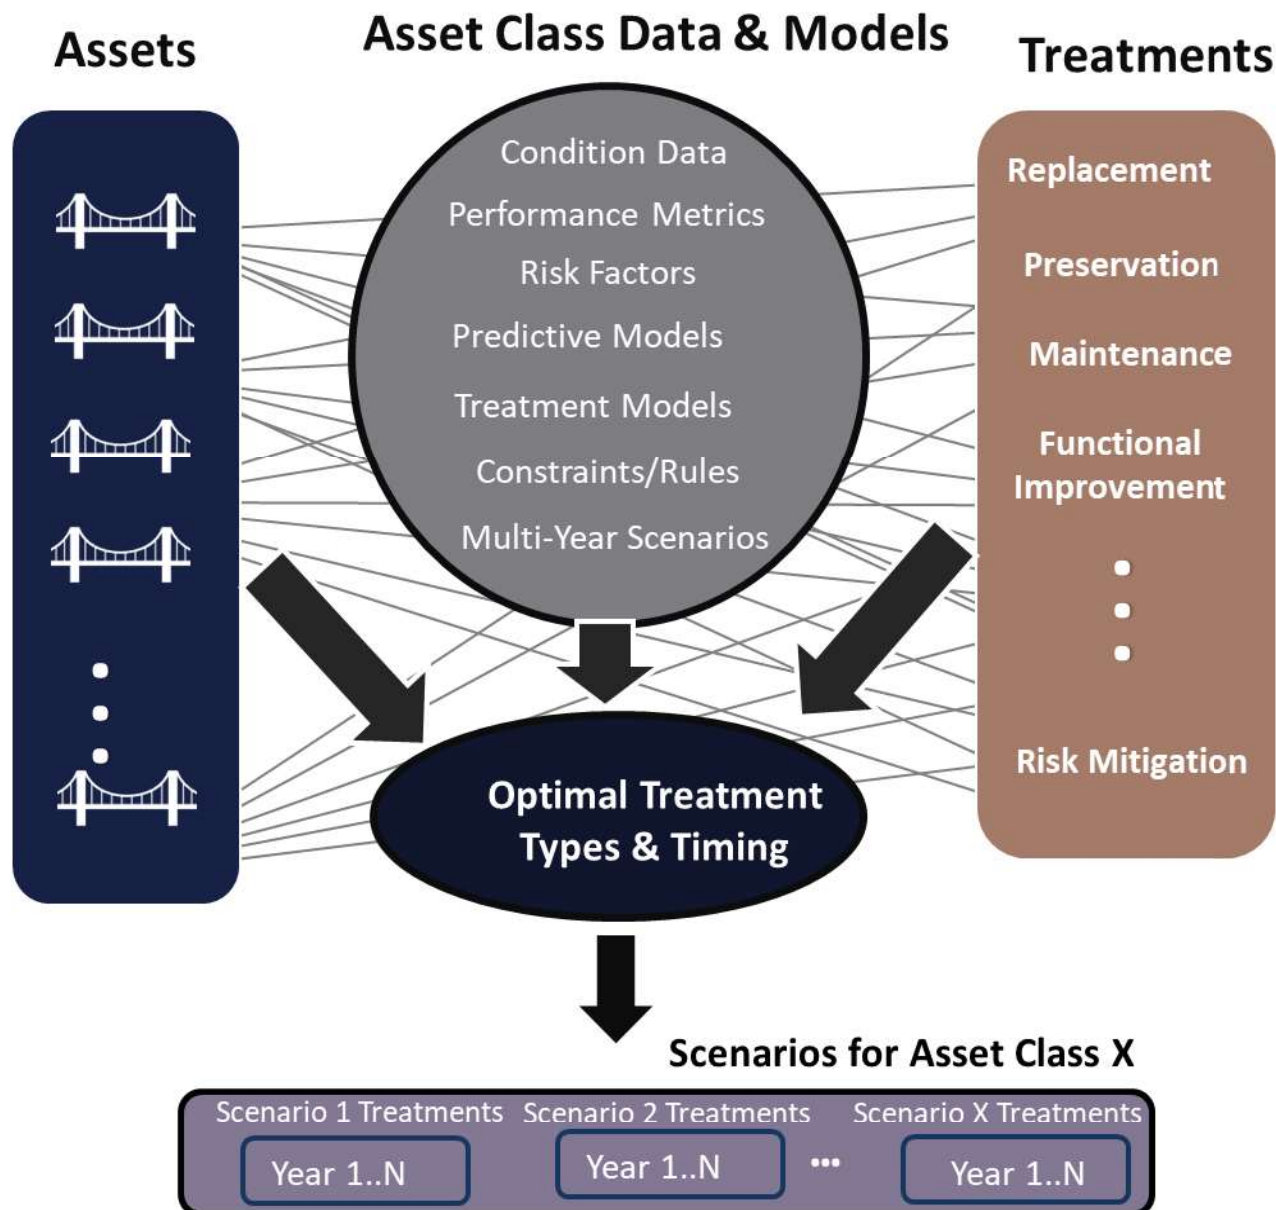 Assets
Asset Class Data & Models
Treatments
Condition Data
Performance Metrics
Risk Factors
Predictive Models
Treatment Models
Constraints/Rules
Multi-Year Scenarios
Replacement
Preservation
Maintenance
Functional
Improvement
Risk Mitigation
Optimal Treatment
Types & Timing
Scenarios for Asset Class X
Scenario 1 Treatments
Scenario 2 Treatments
Scenario X Treatments
Year 1..N
Year 1..N
...
Year 1..N